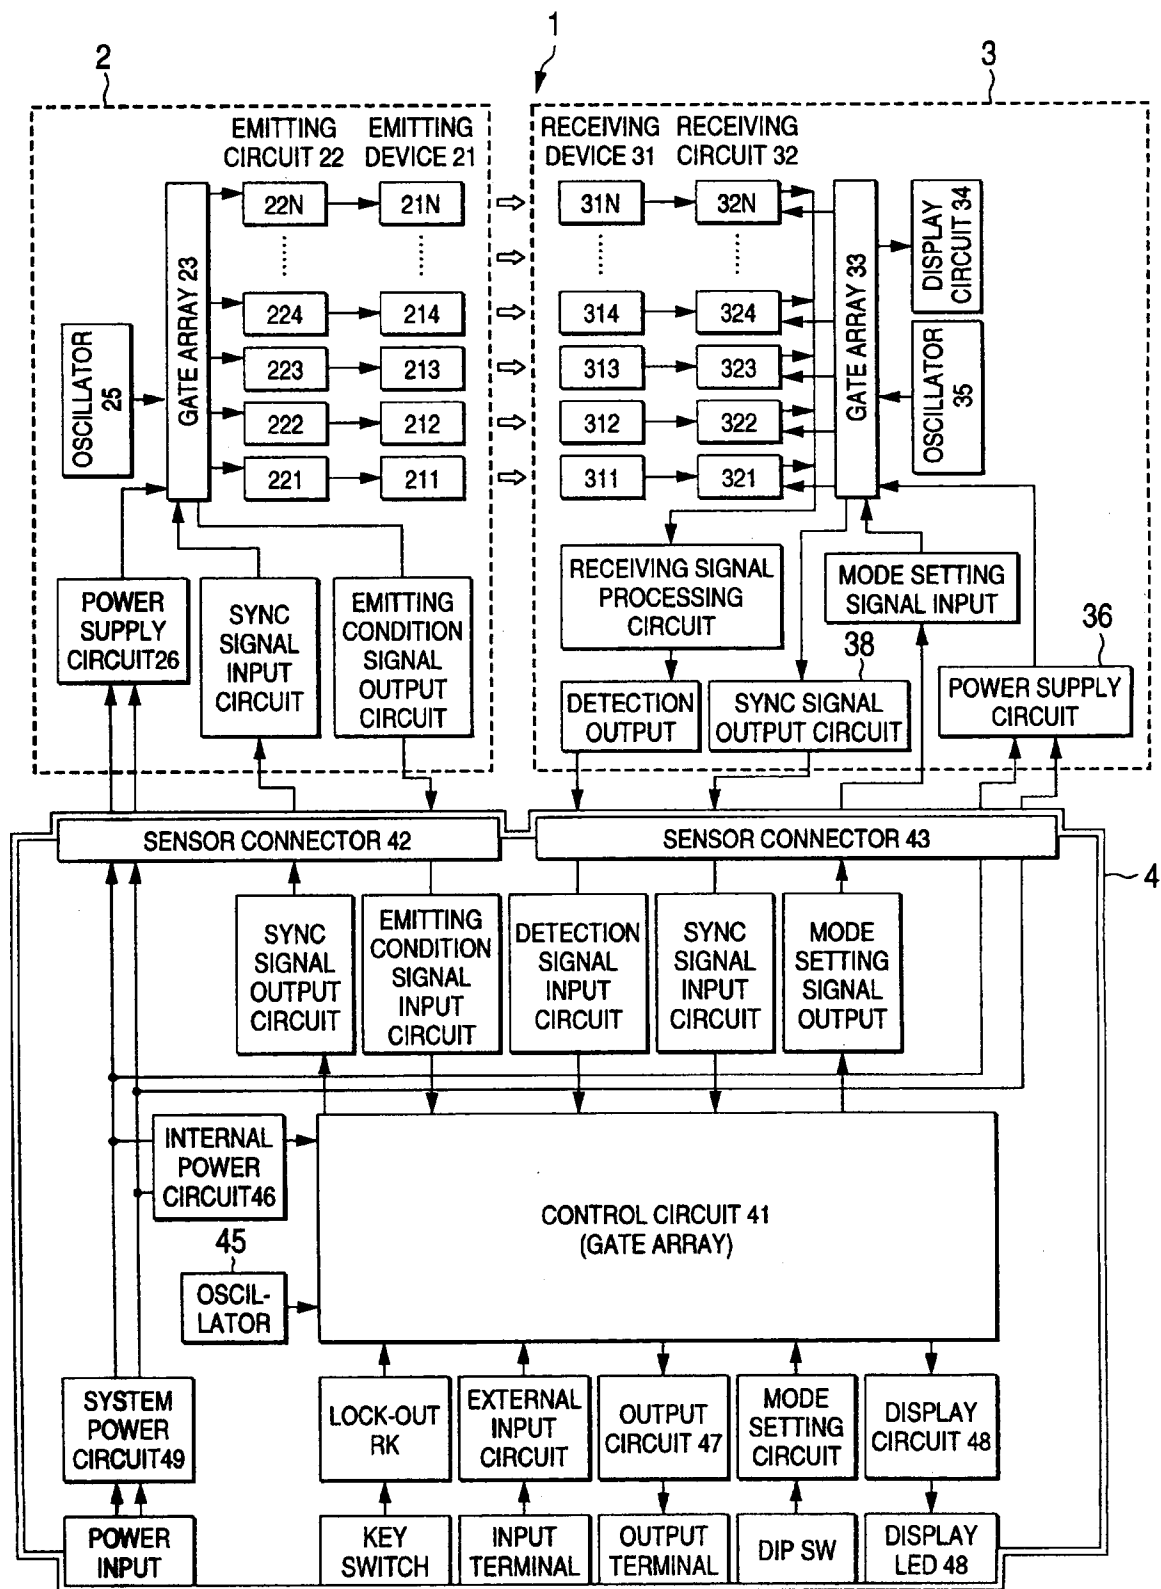 1
2
3
EMITTING
CIRCUIT 22
EMITTING
DEVICE 21
RECEIVING
DEVICE 31
RECEIVING
CIRCUIT 32
22N
21N
31N
32N
224
214
314
324
223
213
313
323
222
212
312
322
221
211
311
321
GATE ARRAY 23
OSCILLATOR
25
GATE ARRAY 33
DISPLAY
CIRCUIT 34
OSCILLATOR
35
POWER
SUPPLY
CIRCUIT26
SYNC
SIGNAL
INPUT
CIRCUIT
EMITTING
CONDITION
SIGNAL
OUTPUT
CIRCUIT
RECEIVING SIGNAL
PROCESSING
CIRCUIT
MODE SETTING
SIGNAL INPUT
DETECTION
OUTPUT
38
SYNC SIGNAL
OUTPUT CIRCUIT
36
POWER SUPPLY
CIRCUIT
SENSOR CONNECTOR 42
SENSOR CONNECTOR 43
4
SYNC
SIGNAL
OUTPUT
CIRCUIT
EMITTING
CONDITION
SIGNAL
INPUT
CIRCUIT
DETECTION
SIGNAL
INPUT
CIRCUIT
SYNC
SIGNAL
INPUT
CIRCUIT
MODE
SETTING
SIGNAL
OUTPUT
INTERNAL
POWER
CIRCUIT46
CONTROL CIRCUIT 41
(GATE ARRAY)
45
OSCIL-
LATOR
SYSTEM
POWER
CIRCUIT49
LOCK-OUT
RK
EXTERNAL
INPUT
CIRCUIT
OUTPUT
CIRCUIT 47
MODE
SETTING
CIRCUIT
DISPLAY
CIRCUIT 48
POWER
INPUT
KEY
SWITCH
INPUT
TERMINAL
OUTPUT
TERMINAL
DIP SW
DISPLAY
LED 48